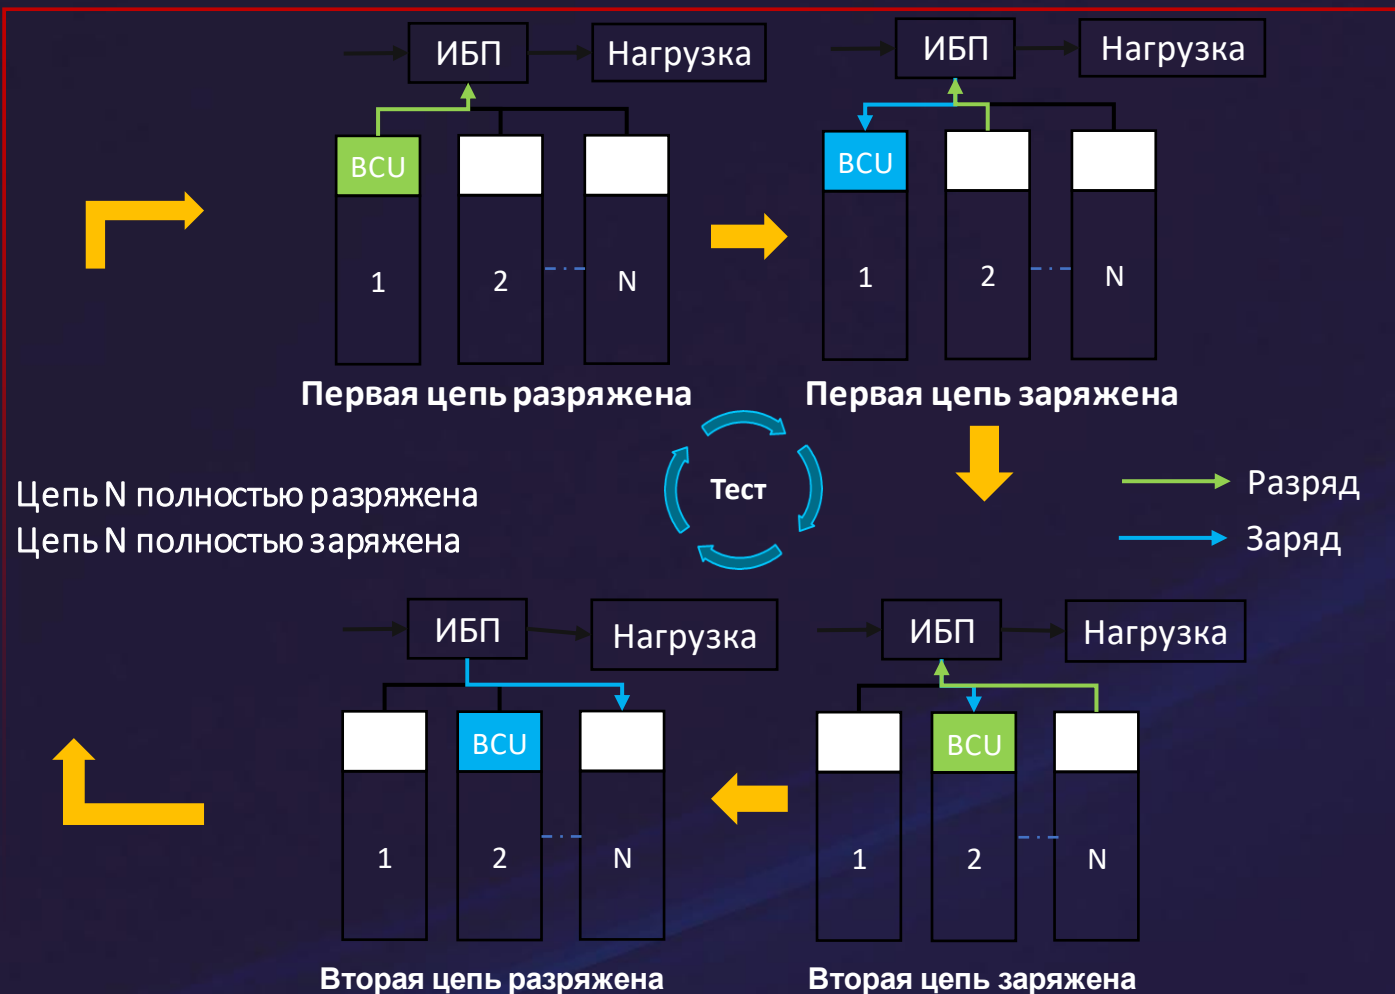 ИБП
Нагрузка
BCU
1
2
N
Первая цепь разряжена
ИБП
Нагрузка
BCU
1
2
N
Первая цепь заряжена
Цепь N полностью разряжена
Цепь N полностью заряжена
Тест
Разряд
Заряд
ИБП
Нагрузка
BCU
1
2
N
Вторая цепь разряжена
ИБП
Нагрузка
BCU
1
2
N
Вторая цепь заряжена